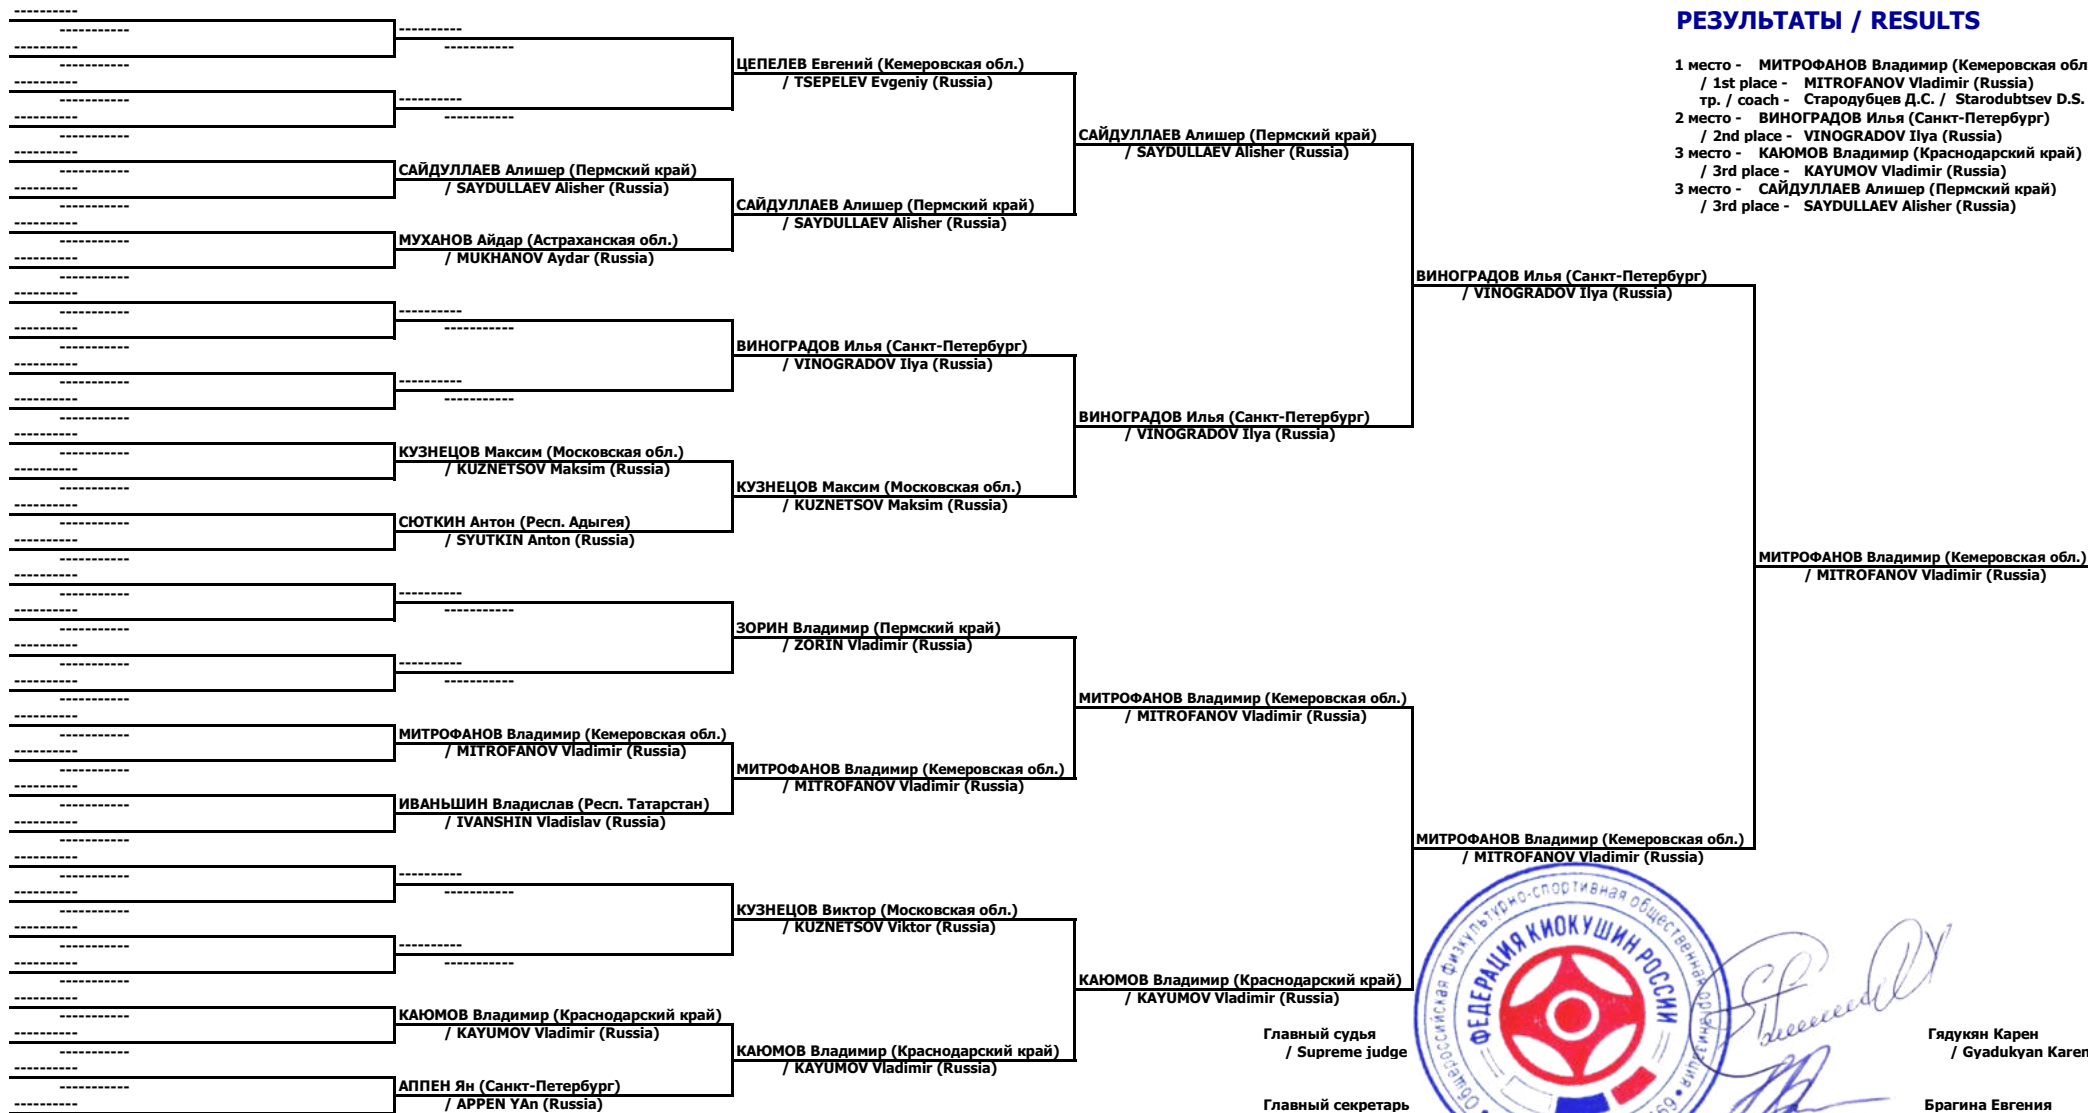 РЕЗУЛЬТАТЫ / RESULTS
1 место - МИТРОФАНОВ Владимир (Кемеровская обл
/ 1st place - MITROFANOV Vladimir (Russia)
тр. / coach - Стародубцев Д.С. / Starodubtsev D.S.
2 место - ВИНОГРАДОВ Илья (Санкт-Петербург)
/ 2nd place - VINOGRADOV Ilya (Russia)
3 место - КАЮМОВ Владимир (Краснодарский край)
/ 3rd place - KAYUMOV Vladimir (Russia)
3 место - САЙДУЛЛАЕВ Алишер (Пермский край)
/ 3rd place - SAYDULLAEV Alisher (Russia)
САЙДУЛЛАЕВ Алишер (Пермский край)
/ SAYDULLAEV Alisher (Russia)
МУХАНОВ Айдар (Астраханская обл.)
/ MUKHANOV Aydar (Russia)
КУЗНЕЦОВ Максим (Московская обл.)
/ KUZNETSOV Maksim (Russia)
СЮТКИН Антон (Респ. Адыгея)
/ SYUTKIN Anton (Russia)
МИТРОФАНОВ Владимир (Кемеровская обл.)
/ MITROFANOV Vladimir (Russia)
ИВАНЬШИН Владислав (Респ. Татарстан)
/ IVANSHIN Vladislav (Russia)
КАЮМОВ Владимир (Краснодарский край)
/ KAYUMOV Vladimir (Russia)
АППЕН Ян (Санкт-Петербург)
/ APPEN YAn (Russia)
ЦЕПЕЛЕВ Евгений (Кемеровская обл.)
/ TSEPELEV Evgeniy (Russia)
САЙДУЛЛАЕВ Алишер (Пермский край)
/ SAYDULLAEV Alisher (Russia)
ВИНОГРАДОВ Илья (Санкт-Петербург)
/ VINOGRADOV Ilya (Russia)
КУЗНЕЦОВ Максим (Московская обл.)
/ KUZNETSOV Maksim (Russia)
ЗОРИН Владимир (Пермский край)
/ ZORIN Vladimir (Russia)
МИТРОФАНОВ Владимир (Кемеровская обл.)
/ MITROFANOV Vladimir (Russia)
КУЗНЕЦОВ Виктор (Московская обл.)
/ KUZNETSOV Viktor (Russia)
КАЮМОВ Владимир (Краснодарский край)
/ KAYUMOV Vladimir (Russia)
САЙДУЛЛАЕВ Алишер (Пермский край)
/ SAYDULLAEV Alisher (Russia)
ВИНОГРАДОВ Илья (Санкт-Петербург)
/ VINOGRADOV Ilya (Russia)
МИТРОФАНОВ Владимир (Кемеровская обл.)
/ MITROFANOV Vladimir (Russia)
КАЮМОВ Владимир (Краснодарский край)
/ KAYUMOV Vladimir (Russia)
ВИНОГРАДОВ Илья (Санкт-Петербург)
/ VINOGRADOV Ilya (Russia)
МИТРОФАНОВ Владимир (Кемеровская обл.)
/ MITROFANOV Vladimir (Russia)
МИТРОФАНОВ Владимир (Кемеровская обл.)
/ MITROFANOV Vladimir (Russia)
Общероссийская физкультурно-спортивная общественная организация
ФЕДЕРАЦИЯ КИОКУШИН РОССИИ
Главный судья
/ Supreme judge
Гядукян Карен
/ Gyadukyan Karen
Главный секретарь
Брагина Евгения